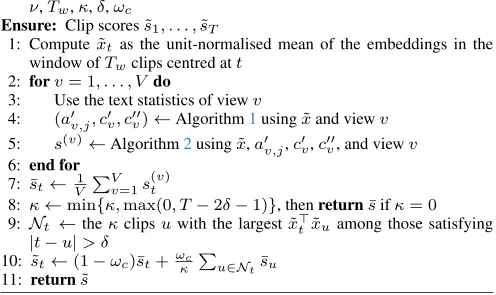 ν, T_w, κ, δ, ω_c
Ensure: Clip scores s̃_1, . . . , s̃_T
1: Compute x̃_t as the unit-normalised mean of the embeddings in the
window of T_w clips centred at t
2: for v = 1, . . . , V do
3: Use the text statistics of view v
4: (a′_{v,j}, c′_v, c″_v) ← Algorithm 1 using x̃ and view v
5: s^{(v)} ← Algorithm 2 using x̃, a′_{v,j}, c′_v, c″_v, and view v
6: end for
7: s̄_t ← 1/V ∑_{v=1}^{V} s_t^{(v)}
8: κ ← min{κ, max(0, T − 2δ − 1)}, then return s̄ if κ = 0
9: N_t ← the κ clips u with the largest x̃_t^⊤ x̃_u among those satisfying
|t − u| > δ
10: s̃_t ← (1 − ω_c)s̄_t + ω_c/κ ∑_{u∈N_t} s̄_u
11: return s̃